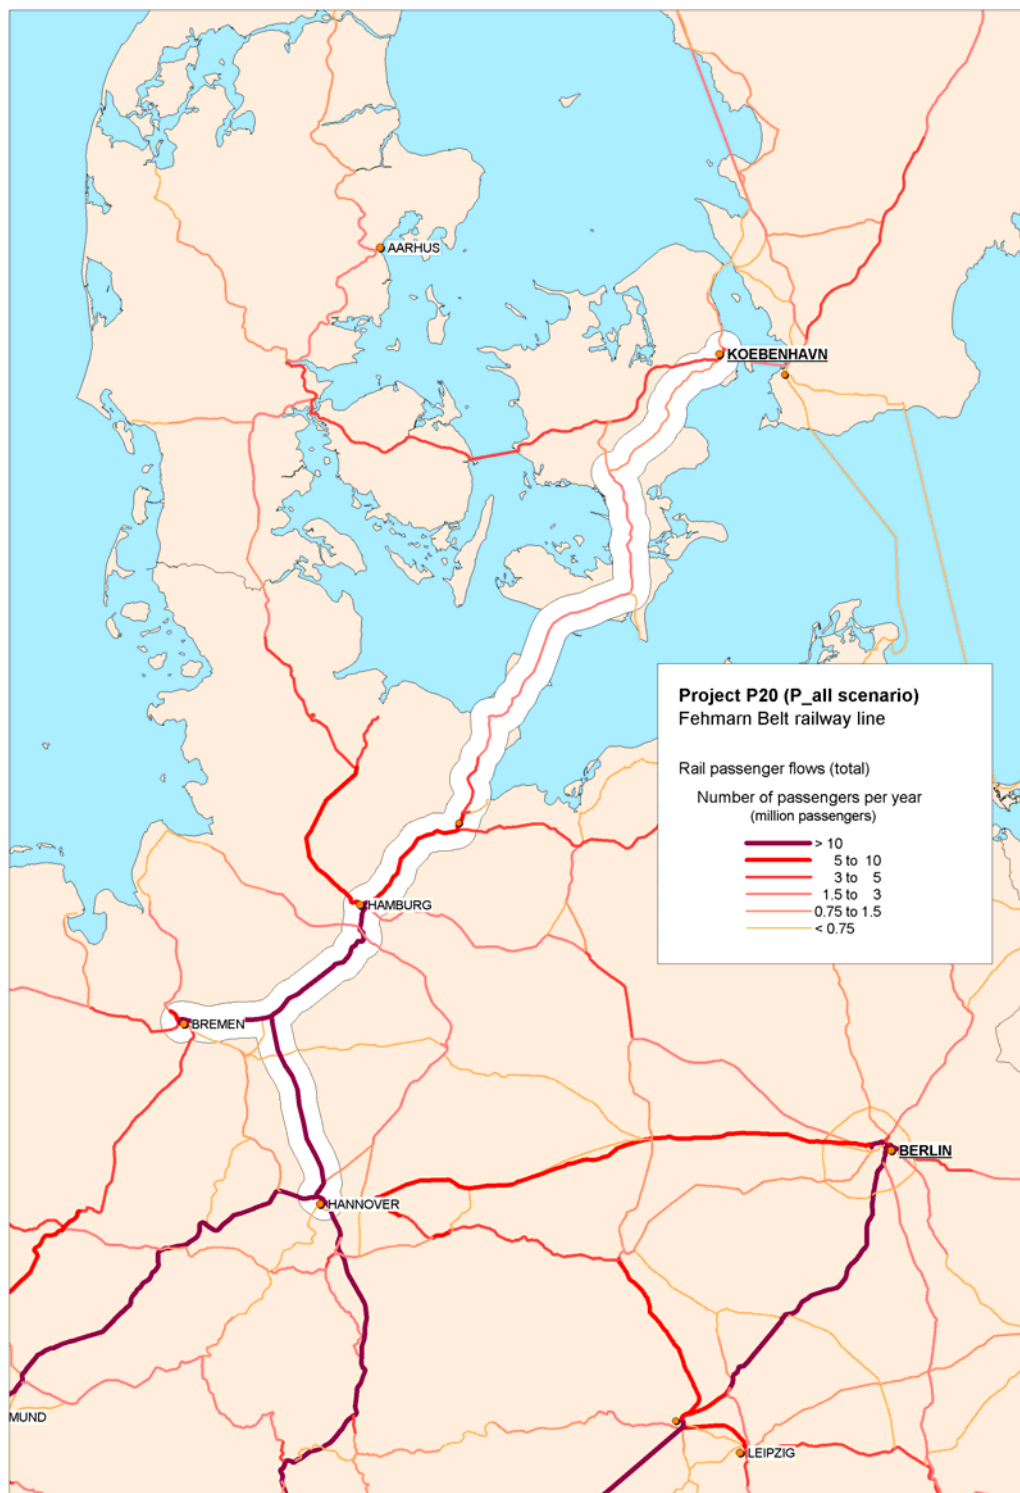 AARHUS
KOEBENHAVN
Project P20 (P_all scenario)
Fehmarn Belt railway line
Rail passenger flows (total)
Number of passengers per year
(million passengers)
> 10
5 to 10
3 to 5
1.5 to 3
0.75 to 1.5
< 0.75
HAMBURG
BREMEN
BERLIN
HANNOVER
MUND
LEIPZIG